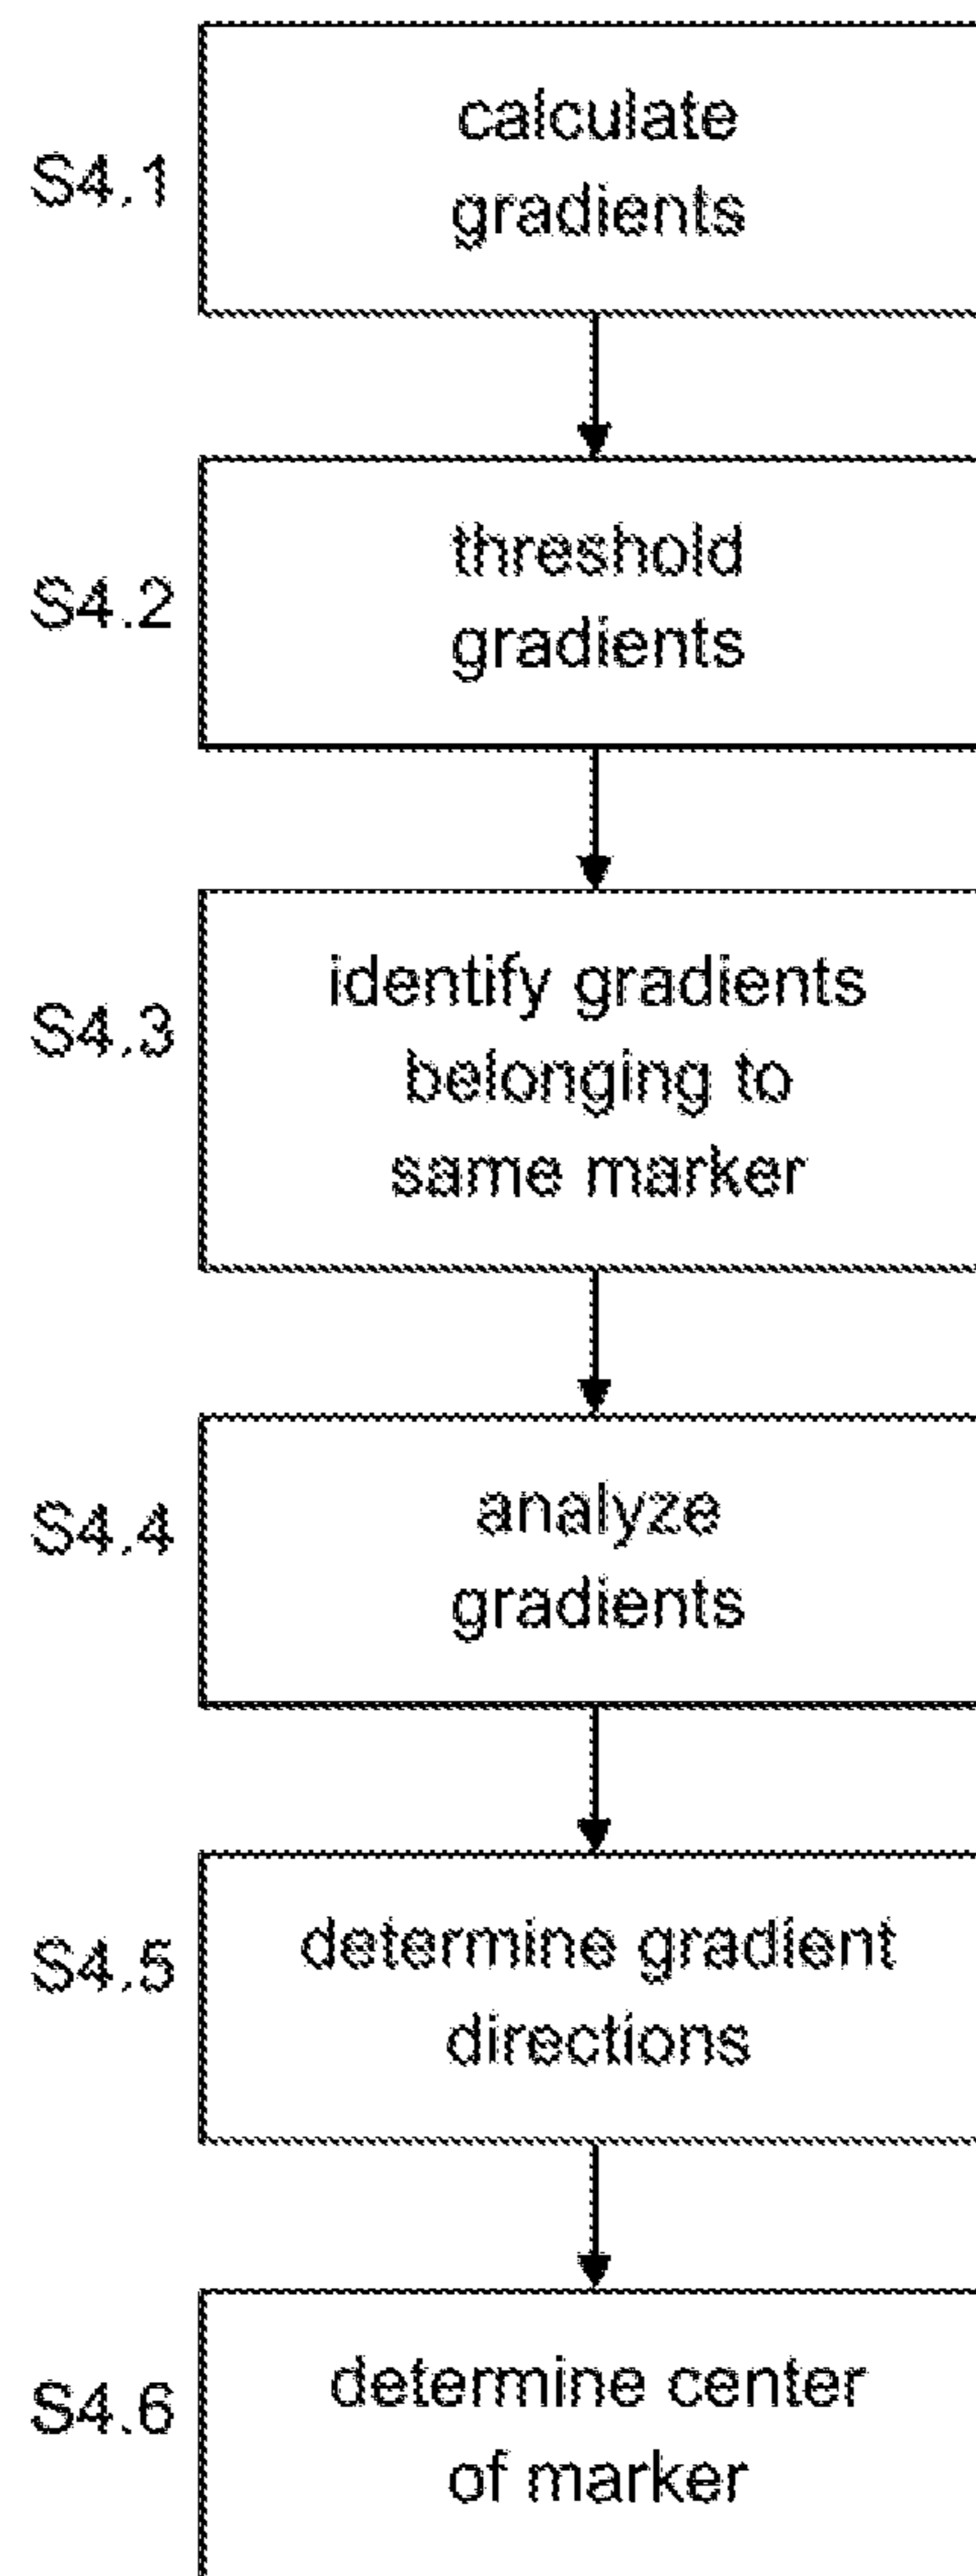 S4.1
calculate
gradients
S4.2
threshold
gradients
S4.3
identify gradients
belonging to
same marker
S4.4
analyze
gradients
S4.5
determine gradient
directions
S4.6
determine center
of marker